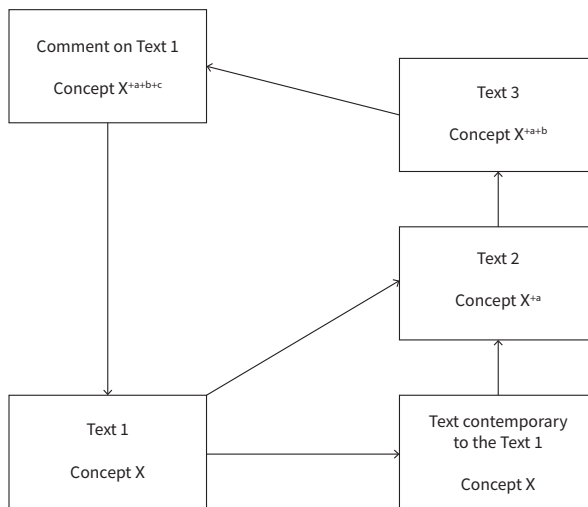 Comment on Text 1
Concept X⁺ᵃ⁺ᵇ⁺ᶜ
Text 3
Concept X⁺ᵃ⁺ᵇ
Text 2
Concept X⁺ᵃ
Text 1
Concept X
Text contemporary
to the Text 1
Concept X